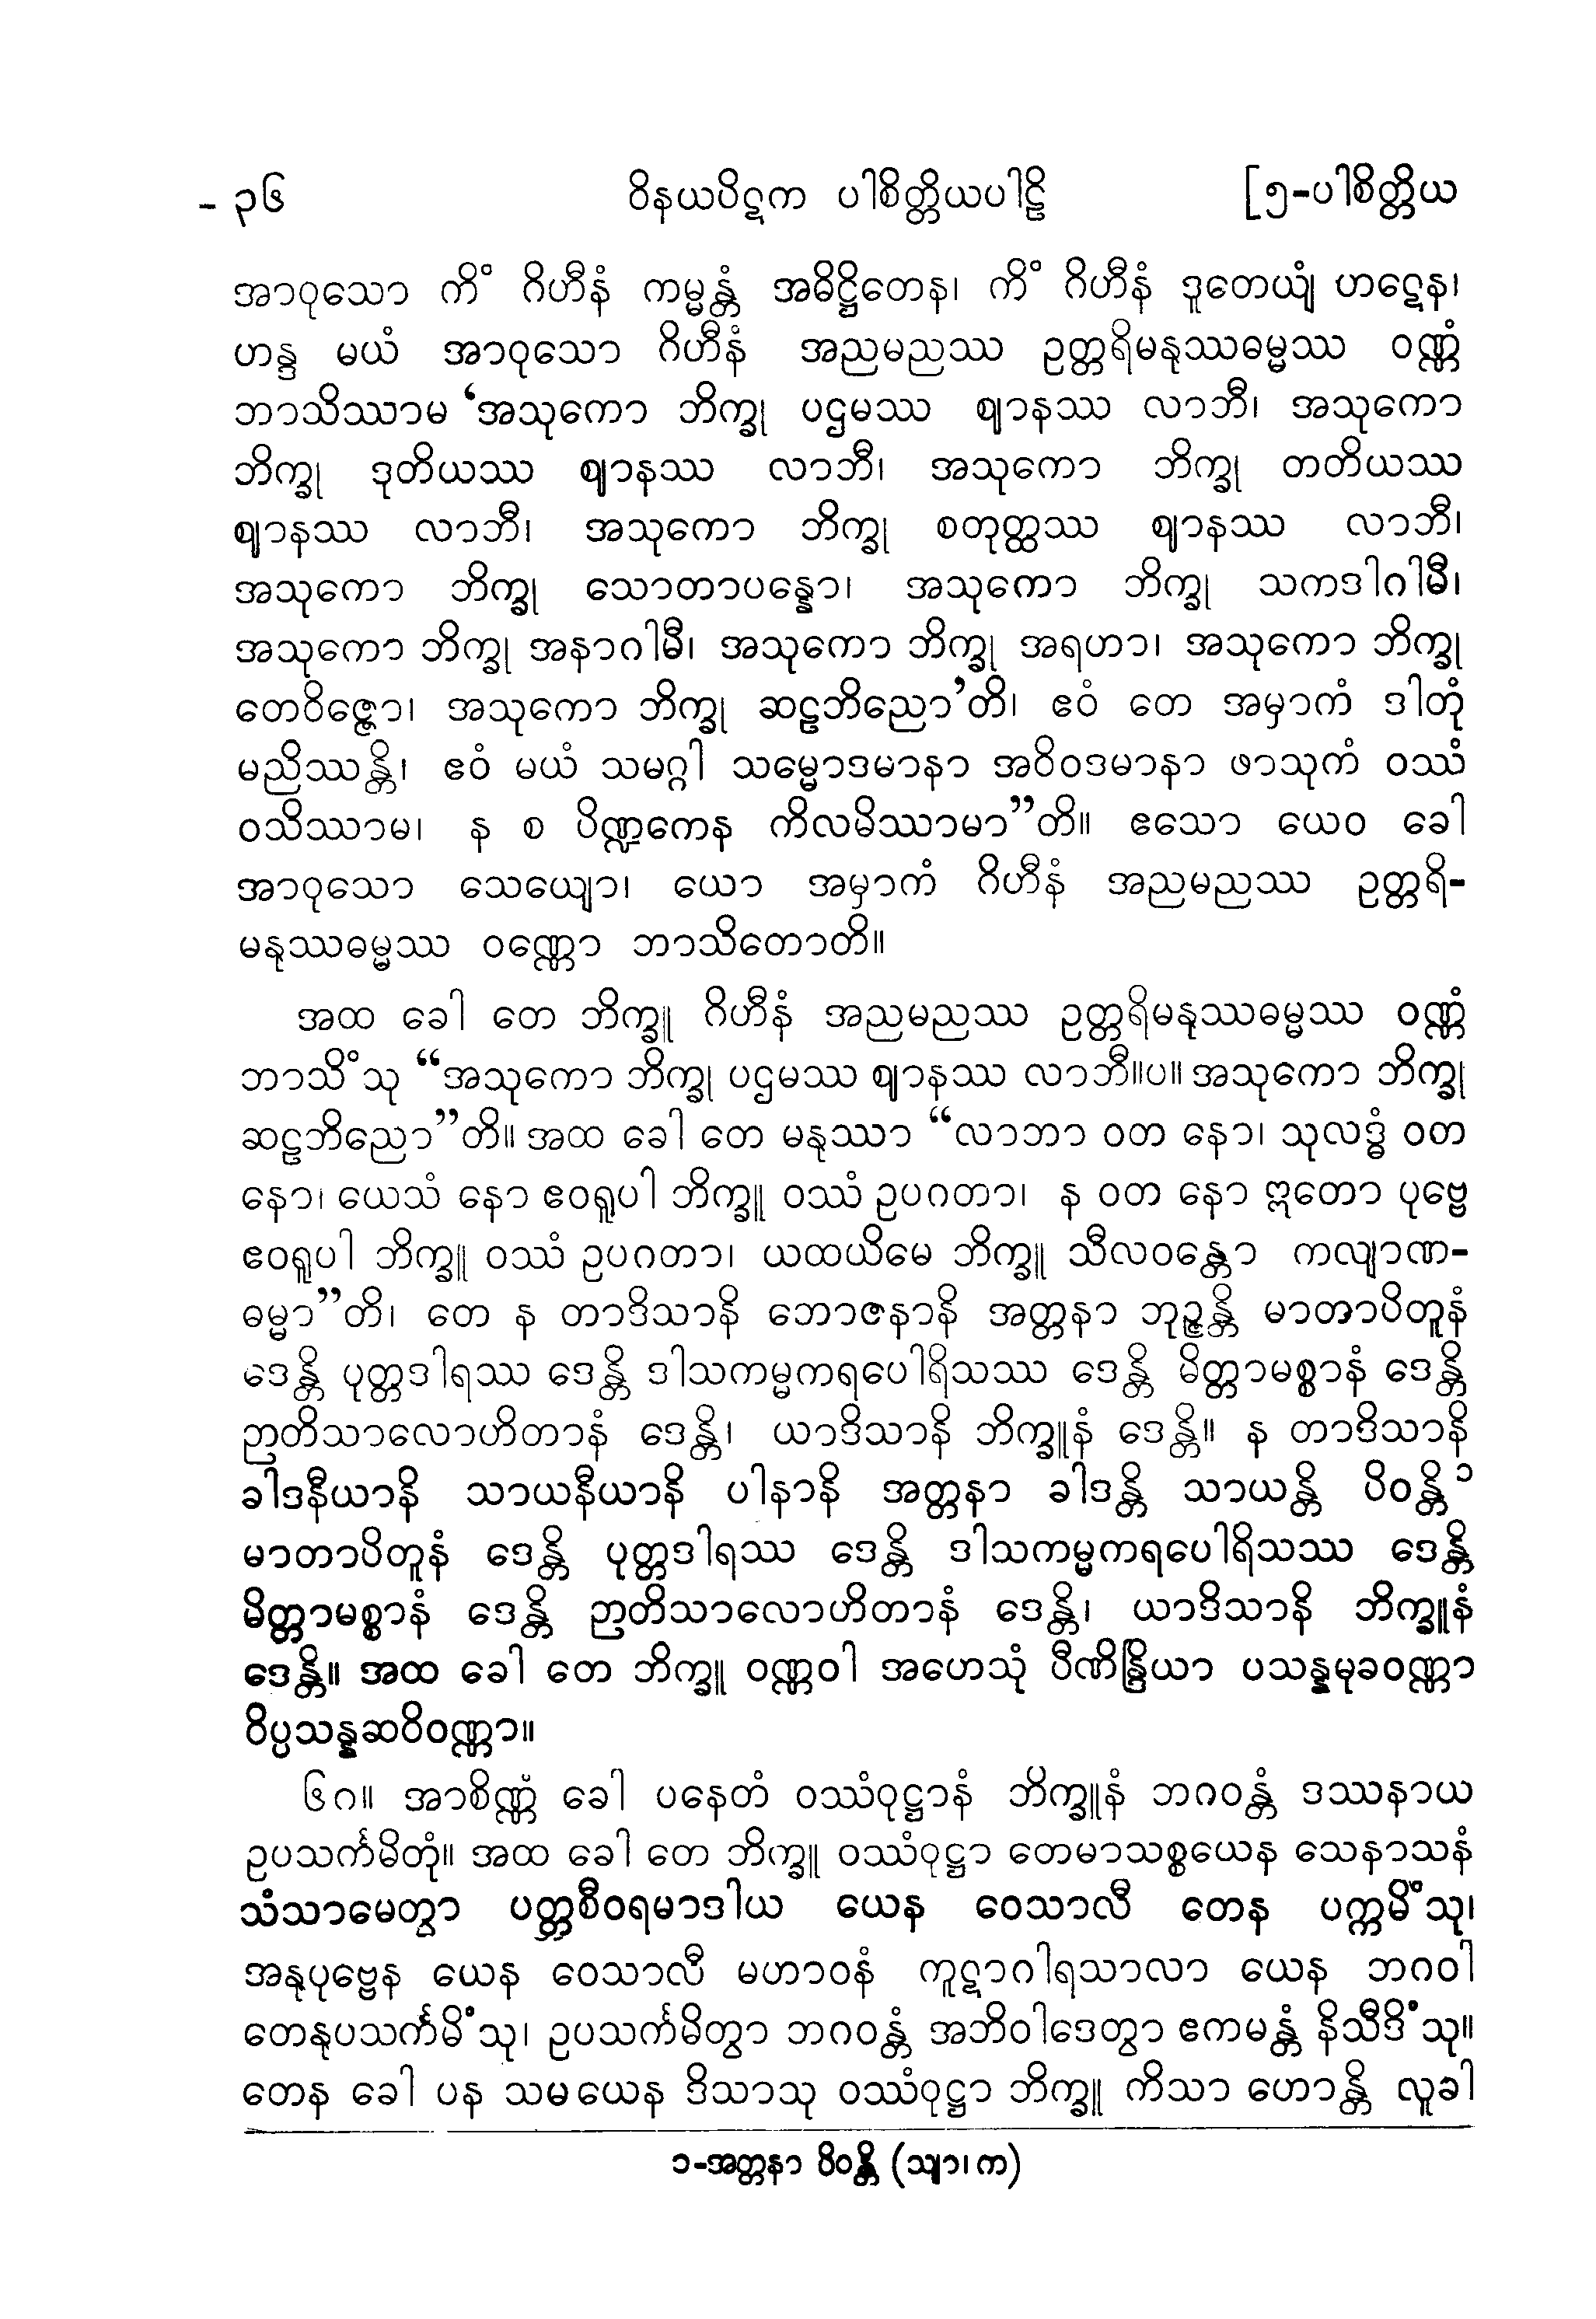 - ၃၆ ဝိနယပိဋက ပါစိတ္တိယပါဠိ [၅-ပါစိတ္တိယ
အာဝုသော ကိံ ဂိဟီနံ ကမ္မန္တံ အဓိဋ္ဌိတေန၊ ကိံ ဂိဟီနံ ဒူတေယျံ ဟဋေန၊
ဟန္ဒ မယံ အာဝုသော ဂိဟီနံ အညမညဿ ဥတ္တရိမနုဿဓမ္မဿ ဝဏ္ဏံ
ဘာသိဿာမ ‘အသုကော ဘိက္ခု ပဌမဿ ဈာနဿ လာဘီ၊ အသုကော
ဘိက္ခု ဒုတိယဿ ဈာနဿ လာဘီ၊ အသုကော ဘိက္ခု တတိယဿ
ဈာနဿ လာဘီ၊ အသုကော ဘိက္ခု စတုတ္ထဿ ဈာနဿ လာဘီ၊
အသုကော ဘိက္ခု သောတာပန္နော၊ အသုကော ဘိက္ခု သကဒါဂါမီ၊
အသုကော ဘိက္ခု အနာဂါမီ၊ အသုကော ဘိက္ခု အရဟာ၊ အသုကော ဘိက္ခု
တေဝိဇ္ဇော၊ အသုကော ဘိက္ခု ဆဠဘိညော’တိ၊ ဧဝံ တေ အမှာကံ ဒါတုံ
မညိဿန္တိ၊ ဧဝံ မယံ သမဂ္ဂါ သမ္မောဒမာနာ အဝိဝဒမာနာ ဖာသုကံ ဝဿံ
ဝသိဿာမ၊ န စ ပိဏ္ဍကေန ကိလမိဿာမာ”တိ။ ဧသော ယေဝ ခေါ
အာဝုသော သေယျော၊ ယော အမှာကံ ဂိဟီနံ အညမညဿ ဥတ္တရိ-
မနုဿဓမ္မဿ ဝဏ္ဏော ဘာသိတောတိ။
အထ ခေါ တေ ဘိက္ခူ ဂိဟီနံ အညမညဿ ဥတ္တရိမနုဿဓမ္မဿ ဝဏ္ဏံ
ဘာသိံသု “အသုကော ဘိက္ခု ပဌမဿ ဈာနဿ လာဘီ။ပ။ အသုကော ဘိက္ခု
ဆဠဘိညော”တိ။ အထ ခေါ တေ မနုဿာ “လာဘာ ဝတ နော၊ သုလဒ္ဓံ ဝတ
နော၊ ယေသံ နော ဧဝရူပါ ဘိက္ခူ ဝဿံ ဥပဂတာ၊ န ဝတ နော ဣတော ပုဗ္ဗေ
ဧဝရူပါ ဘိက္ခူ ဝဿံ ဥပဂတာ၊ ယထယိမေ ဘိက္ခူ သီလဝန္တော ကလျာဏ-
ဓမ္မာ”တိ၊ တေ န တာဒိသာနိ ဘောဇနာနိ အတ္တနာ ဘုဉ္ဇန္တိ မာတာပိတူနံ
ဒေန္တိ ပုတ္တဒါရဿ ဒေန္တိ ဒါသကမ္မကရပေါရိသဿ ဒေန္တိ မိတ္တာမစ္စာနံ ဒေန္တိ
ဉာတိသာလောဟိတာနံ ဒေန္တိ၊ ယာဒိသာနိ ဘိက္ခူနံ ဒေန္တိ။ န တာဒိသာနိ
ခါဒနီယာနိ သာယနီယာနိ ပါနာနိ အတ္တနာ ခါဒန္တိ သာယန္တိ ပိဝန္တိ ၁
မာတာပိတူနံ ဒေန္တိ ပုတ္တဒါရဿ ဒေန္တိ ဒါသကမ္မကရပေါရိသဿ ဒေန္တိ
မိတ္တာမစ္စာနံ ဒေန္တိ ဉာတိသာလောဟိတာနံ ဒေန္တိ၊ ယာဒိသာနိ ဘိက္ခူနံ
ဒေန္တိ။ အထ ခေါ တေ ဘိက္ခူ ဝဏ္ဏဝါ အဟေသုံ ပီဏိန္ဒြိယာ ပသန္နမုခဝဏ္ဏာ
ဝိပ္ပသန္နဆဝိဝဏ္ဏာ။
၆ဂ။ အာစိဏ္ဏံ ခေါ ပနေတံ ဝဿံဝုဋ္ဌာနံ ဘိက္ခူနံ ဘဂဝန္တံ ဒဿနာယ
ဥပသင်္ကမိတုံ။ အထ ခေါ တေ ဘိက္ခူ ဝဿံဝုဋ္ဌာ တေမာသစ္စယေန သေနာသနံ
သံသာမေတွာ ပတ္တစီဝရမာဒါယ ယေန ဝေသာလီ တေန ပက္ကမိံသု၊
အနုပုဗ္ဗေန ယေန ဝေသာလီ မဟာဝနံ ကူဋာဂါရသာလာ ယေန ဘဂဝါ
တေနုပသင်္ကမိံသု၊ ဥပသင်္ကမိတွာ ဘဂဝန္တံ အဘိဝါဒေတွာ ဧကမန္တံ နိသီဒိံသု။
တေန ခေါ ပန သမယေန ဒိသာသု ဝဿံဝုဋ္ဌာ ဘိက္ခူ ကိသာ ဟောန္တိ လူခါ
၁-အတ္တနာ ပိဝန္တိ (သျာ၊ က)